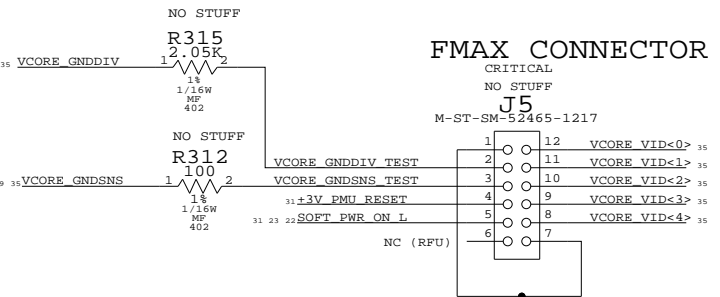 NO STUFF
R315
2.05K
35 VCORE_GNDDIV 1 2
1%
1/16W
MF
402
FMAX CONNECTOR
CRITICAL
NO STUFF
J5
M-ST-SM-52465-1217
NO STUFF
R312
100
9 35 VCORE_GNDSNS 1 2
1%
1/16W
MF
402
1 12 VCORE_VID<0> 35
VCORE_GNDDIV_TEST 2 11 VCORE_VID<1> 35
VCORE_GNDSNS_TEST 3 10 VCORE_VID<2> 35
31 +3V_PMU_RESET 4 9 VCORE_VID<3> 35
31 23 22 SOFT_PWR_ON_L 5 8 VCORE_VID<4> 35
NC (RFU) 6 7